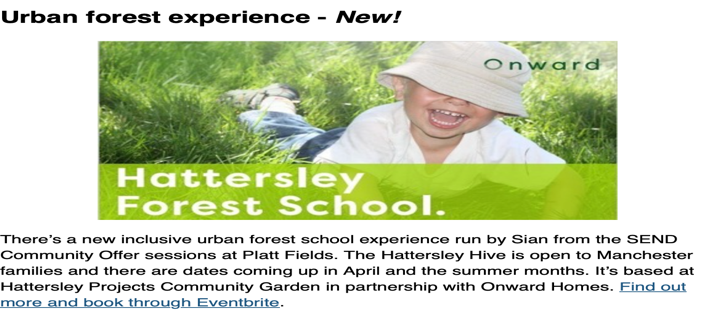 Urban forest experience - New!
Onward
Hattersley
Forest School.
There's a new inclusive urban forest school experience run by Sian from the SEND
Community Offer sessions at Platt Fields. The Hattersley Hive is open to Manchester
families and there are dates coming up in April and the summer months. It's based at
Hattersley Projects Community Garden in partnership with Onward Homes. Find out
more and book through Eventbrite.